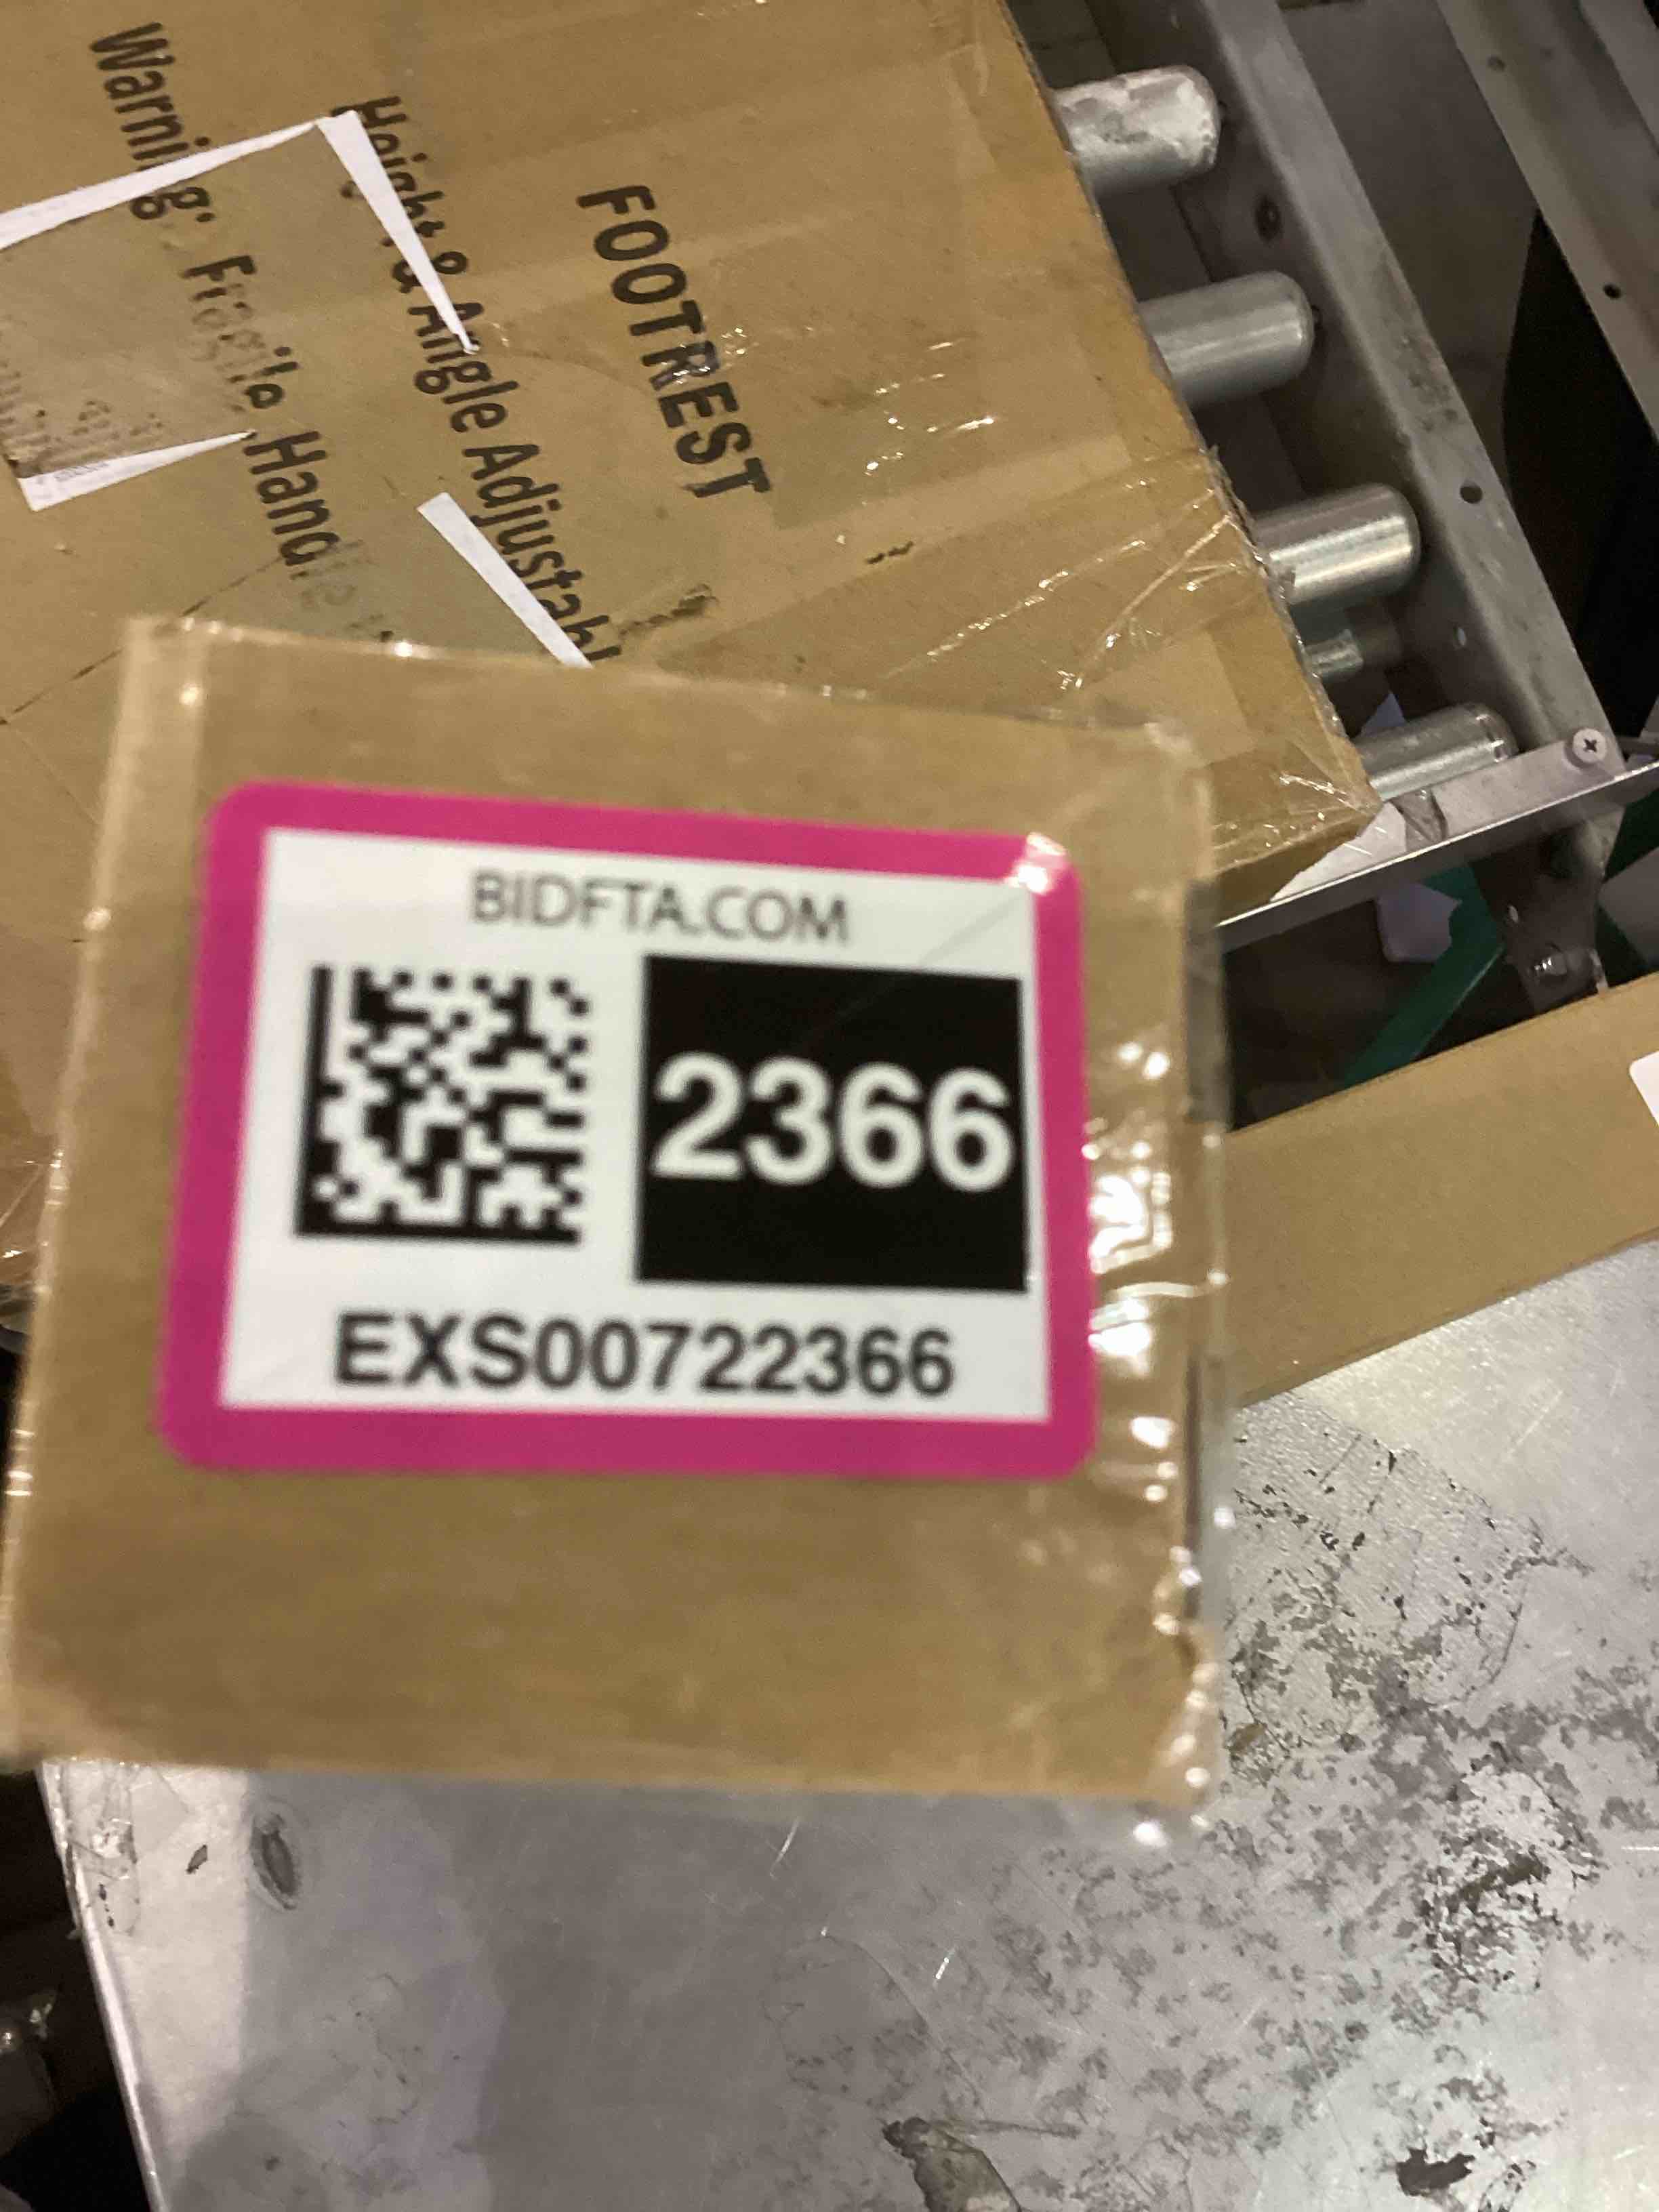 FOOTREST
Height & Angle Adjustabl
Warning: Fragile, Handle
BIDFTA.COM
2366
EXS00722366